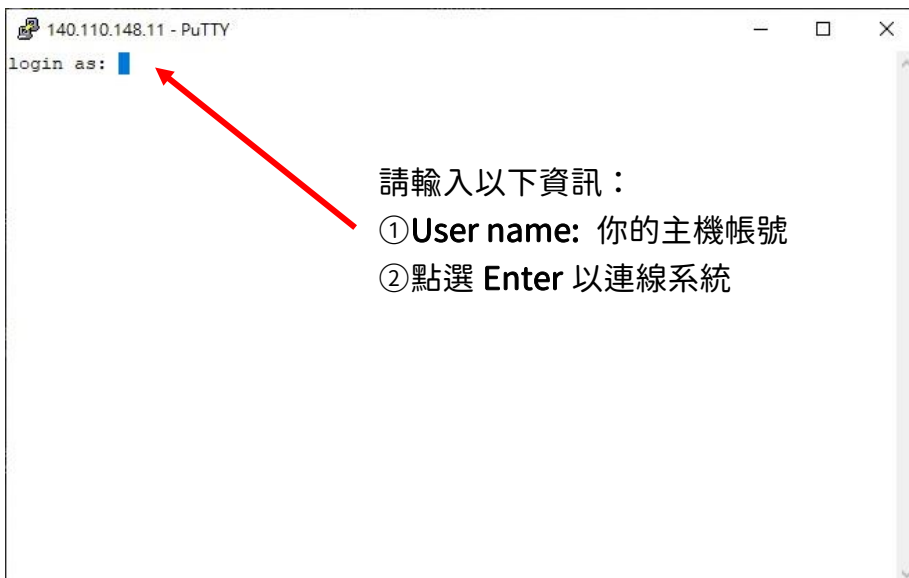 140.110.148.11 - PuTTY
login as:
請輸入以下資訊：
①User name: 你的主機帳號
②點選 Enter 以連線系統